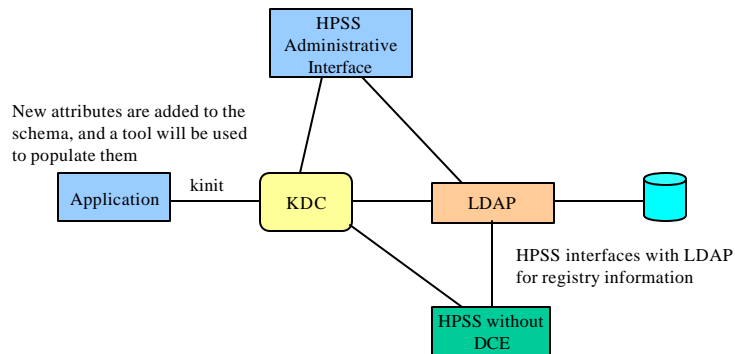 HPSS
Administrative
Interface
New attributes are added to the
schema, and a tool will be used
to populate them
kinit
Application
KDC
LDAP
HPSS interfaces with LDAP
for registry information
HPSS without
DCE